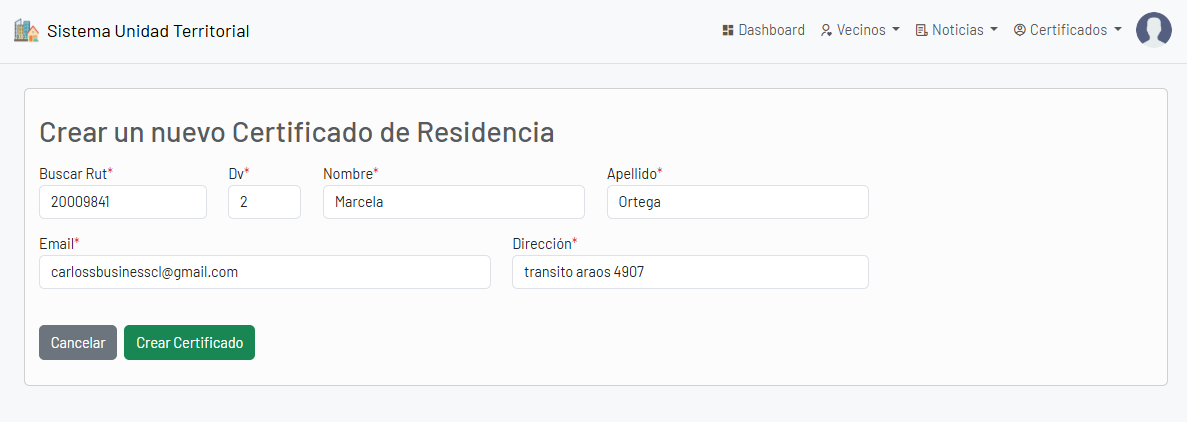 Sistema Unidad Territorial Dashboard Vecinos Noticias Certificados
Crear un nuevo Certificado de Residencia
Buscar Rut* Dv* Nombre* Apellido*
20009841 2 Marcela Ortega
Email* Dirección*
carlossbusinesscl@gmail.com transito araos 4907
Cancelar Crear Certificado